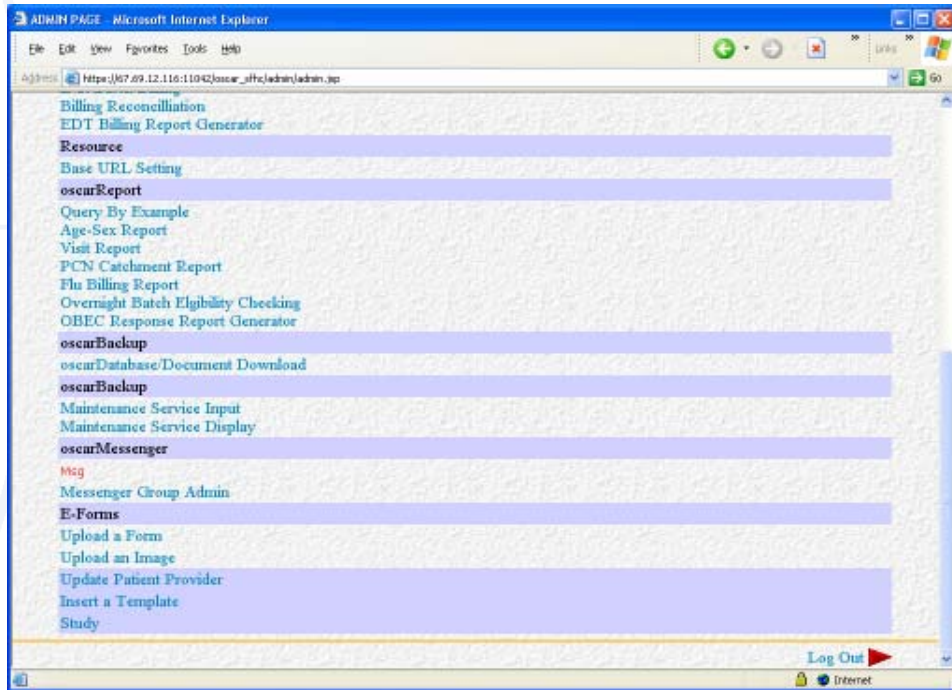 ADMIN PAGE - Microsoft Internet Explorer
File Edit View Favorites Tools Help
Links
Address https://67.69.12.116:11042/oscar_sfhc/admin/admin.jsp
Go
Billing Reconcilliation
EDT Billing Report Generator
Resource
Base URL Setting
oscarReport
Query By Example
Age-Sex Report
Visit Report
PCN Catchment Report
Flu Billing Report
Overnight Batch Elgibility Checking
OBEC Response Report Generator
oscarBackup
oscarDatabase/Document Download
oscarBackup
Maintenance Service Input
Maintenance Service Display
oscarMessenger
Msg
Messenger Group Admin
E-Forms
Upload a Form
Upload an Image
Update Patient Provider
Insert a Template
Study
Log Out
Internet